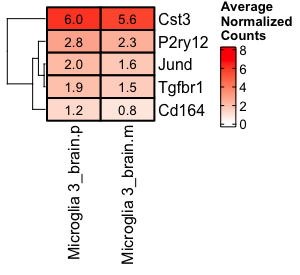 Average
Normalized
Counts
6.0 5.6 Cst3
2.8 2.3 P2ry12
2.0 1.6 Jund
1.9 1.5 Tgfbr1
1.2 0.8 Cd164
8
6
4
2
0
Microglia 3_brain.p
Microglia 3_brain.m